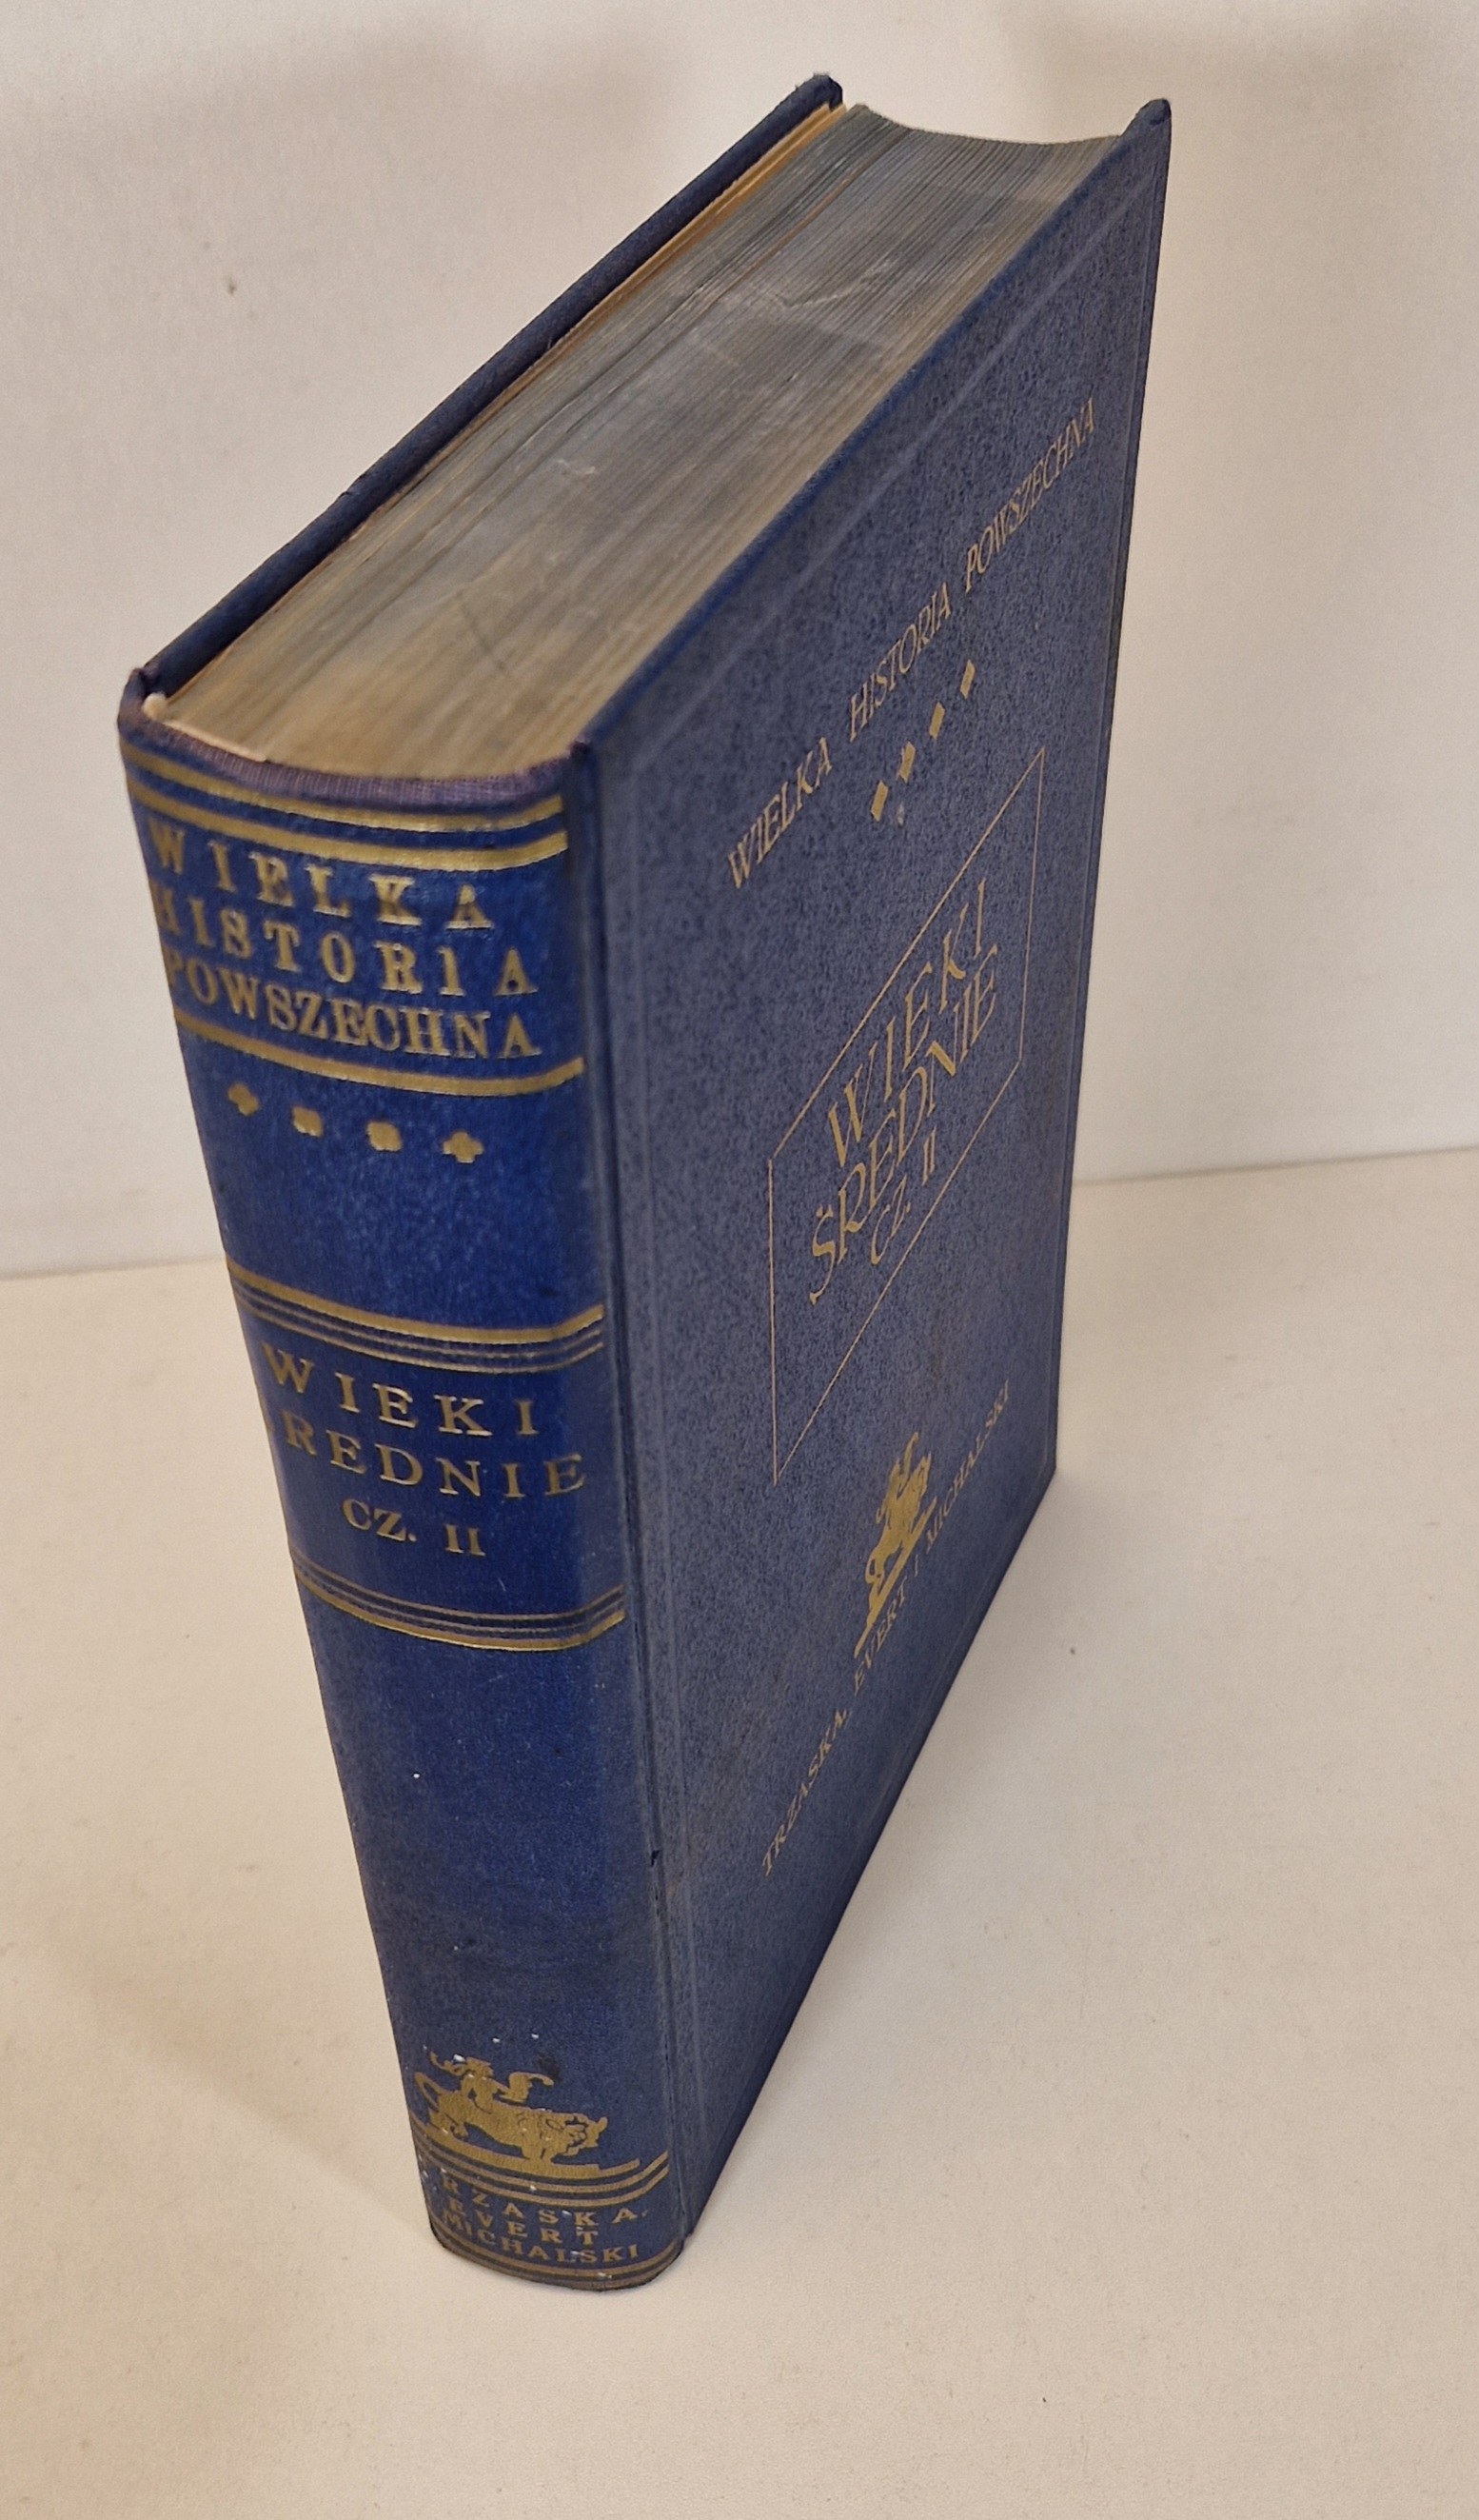 WIELKA
HISTORIA
POWSZECHNA
WIEKI
ŚREDNIE
CZ. II
TRZASKA,
EVERT
MICHALSKI
WIELKA HISTORIA POWSZECHNA
WIEKI
ŚREDNIE
CZ. II
TRZASKA, EVERT I MICHALSKI